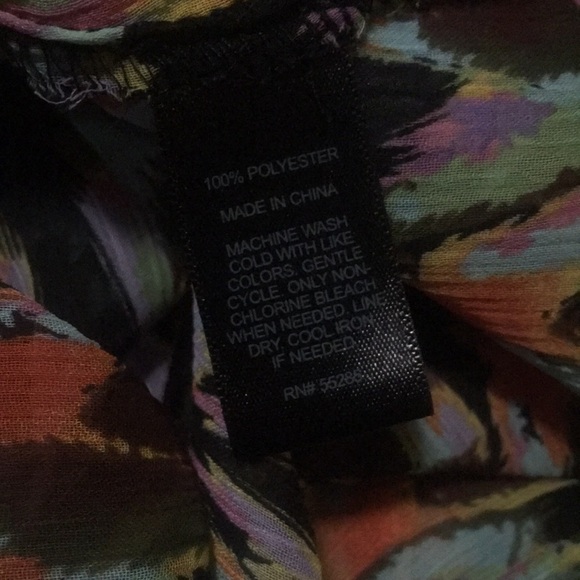 100% POLYESTER
MADE IN CHINA
MACHINE WASH
COLD WITH LIKE
COLORS. GENTLE
CYCLE. ONLY NON-
CHLORINE BLEACH
WHEN NEEDED. LINE
DRY. COOL IRON
IF NEEDED.
RN#